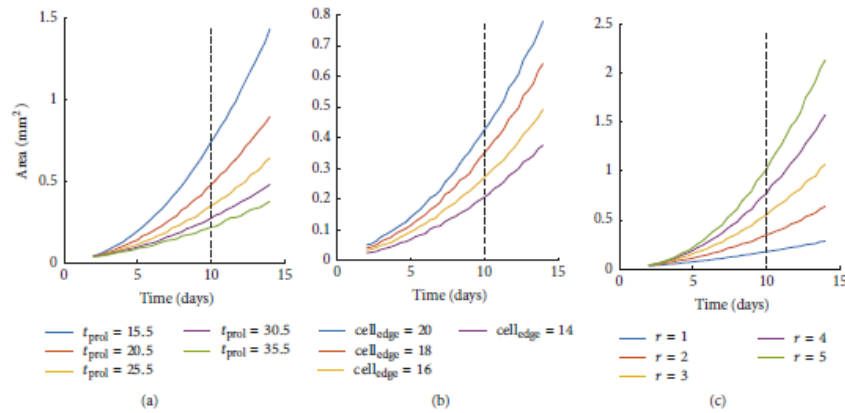 Area (mm²)
1.5
1
0.5
0
0
5
10
15
Time (days)
t_prol = 15.5
t_prol = 20.5
t_prol = 25.5
t_prol = 30.5
t_prol = 35.5
(a)
0.8
0.7
0.6
0.5
0.4
0.3
0.2
0.1
0
0
5
10
15
Time (days)
cell_edge = 20
cell_edge = 18
cell_edge = 16
cell_edge = 14
(b)
2.5
2
1.5
1
0.5
0
0
5
10
15
Time (days)
r = 1
r = 2
r = 3
r = 4
r = 5
(c)